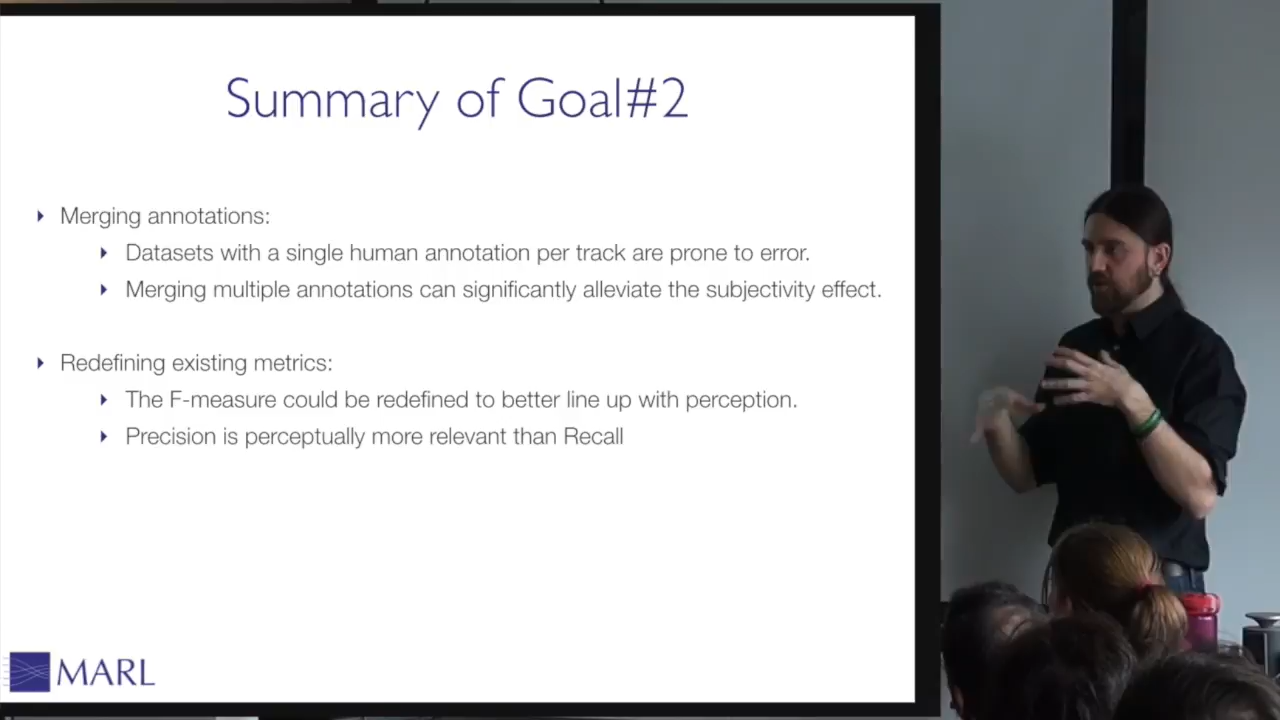 Summary of Goal#2
Merging annotations:
Datasets with a single human annotation per track are prone to error.
Merging multiple annotations can significantly alleviate the subjectivity effect.
Redefining existing metrics:
The F-measure could be redefined to better line up with perception.
Precision is perceptually more relevant than Recall
MARL